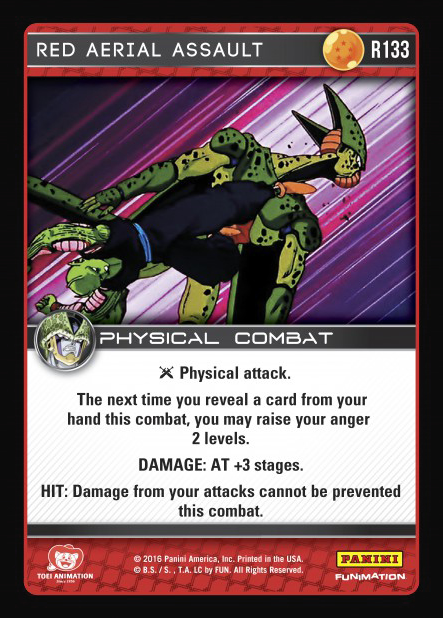 RED AERIAL ASSAULT
R133
PHYSICAL COMBAT
Physical attack.
The next time you reveal a card from your
hand this combat, you may raise your anger
2 levels.
DAMAGE: AT +3 stages.
HIT: Damage from your attacks cannot be prevented
this combat.
TOEI ANIMATION
Since 1956
© 2016 Panini America, Inc. Printed in the USA.
© B.S./ S. , T.A. LC by FUN. All Rights Reserved.
PANINI
FUNIMATION